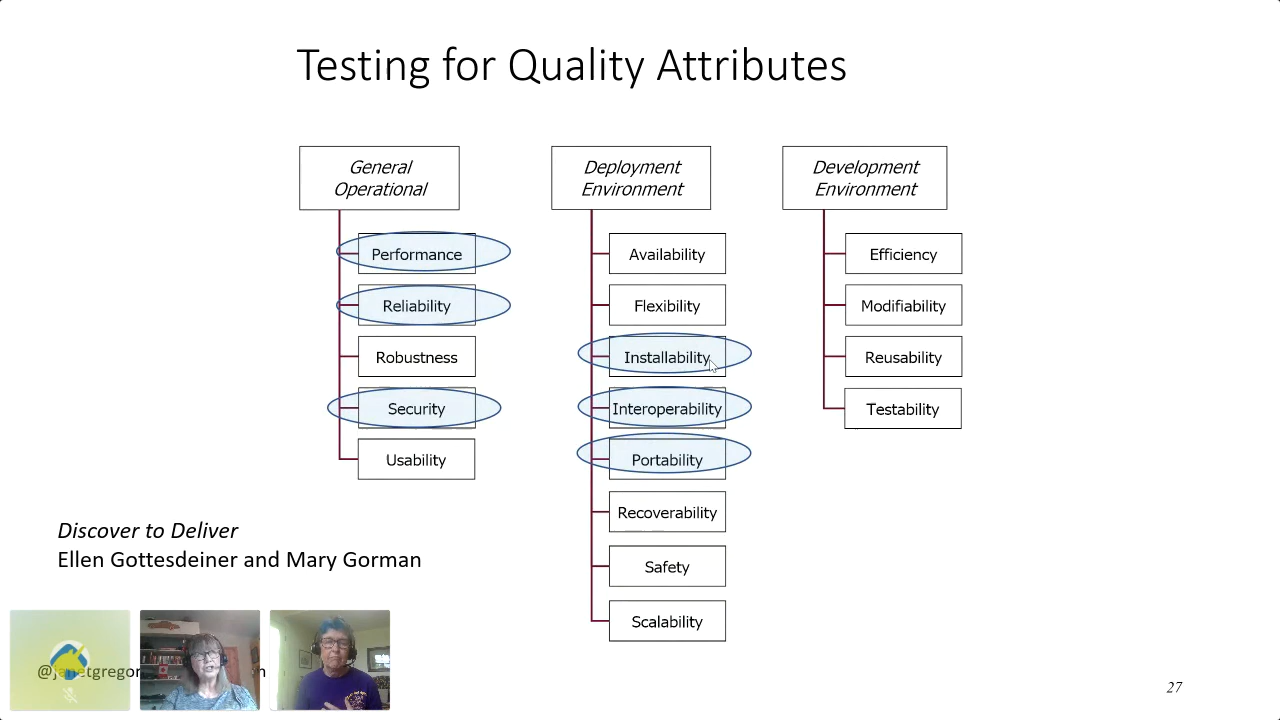 Testing for Quality Attributes
General
Operational
Performance
Reliability
Robustness
Security
Usability
Deployment
Environment
Availability
Flexibility
Installability
Interoperability
Portability
Recoverability
Safety
Scalability
Development
Environment
Efficiency
Modifiability
Reusability
Testability
Discover to Deliver
Ellen Gottesdeiner and Mary Gorman
27